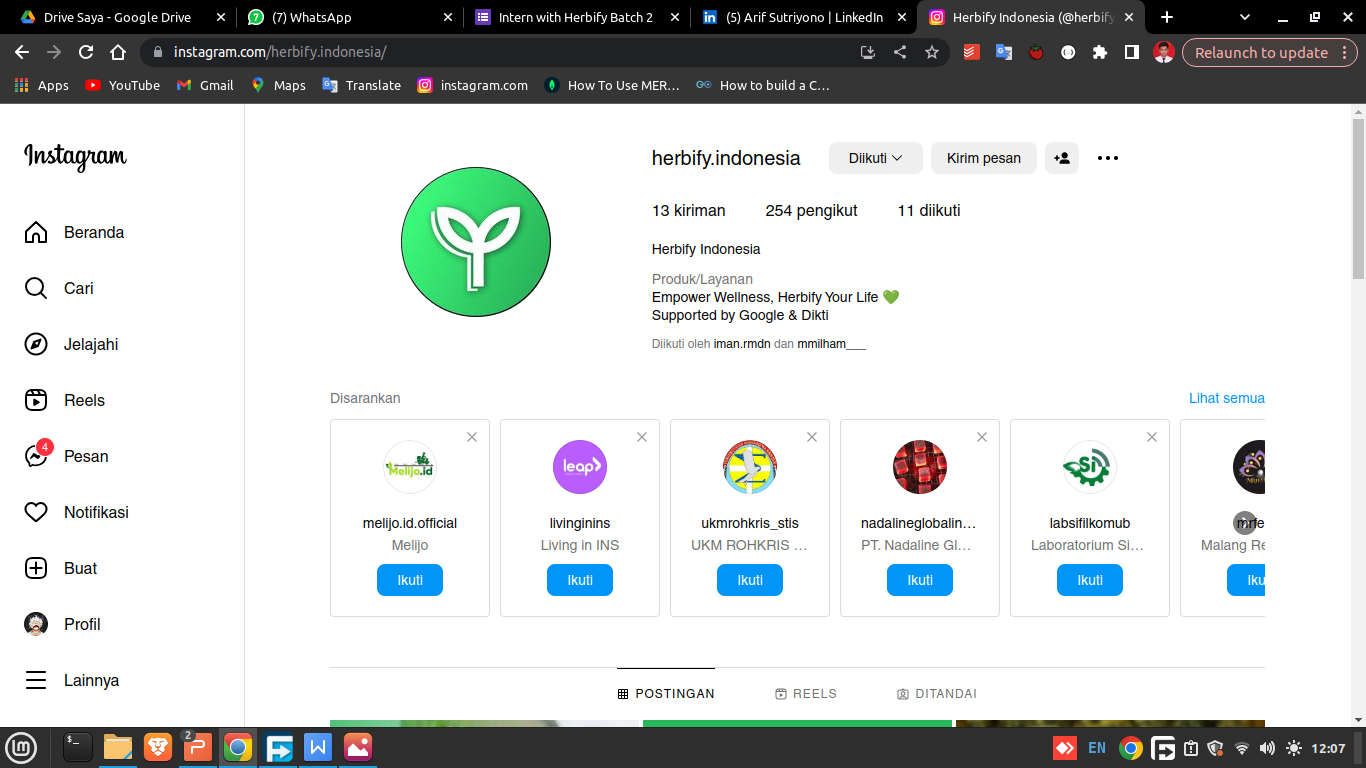 Drive Saya - Google Drive
(7) WhatsApp
Intern with Herbify Batch 2
(5) Arif Sutriyono | LinkedIn
Herbify Indonesia (@herbify
instagram.com/herbify.indonesia/
Relaunch to update
Apps
YouTube
Gmail
Maps
Translate
instagram.com
How To Use MER...
How to build a C...
Instagram
Beranda
Cari
Jelajahi
Reels
4
Pesan
Notifikasi
Buat
Profil
Lainnya
herbify.indonesia
Diikuti
Kirim pesan
13 kiriman
254 pengikut
11 diikuti
Herbify Indonesia
Produk/Layanan
Empower Wellness, Herbify Your Life 💚
Supported by Google & Dikti
Diikuti oleh iman.rmdn dan mmilham___
Disarankan
Lihat semua
Melijo.id
melijo.id.official
Melijo
Ikuti
leap
livinginins
Living in INS
Ikuti
ukmrohkris_stis
UKM ROHKRIS ...
Ikuti
nadalineglobalin...
PT. Nadaline Gl...
Ikuti
Si
labsifilkomub
Laboratorium Si...
Ikuti
mrfe
Malang Re
Iku
POSTINGAN
REELS
DITANDAI
2
EN
12:07